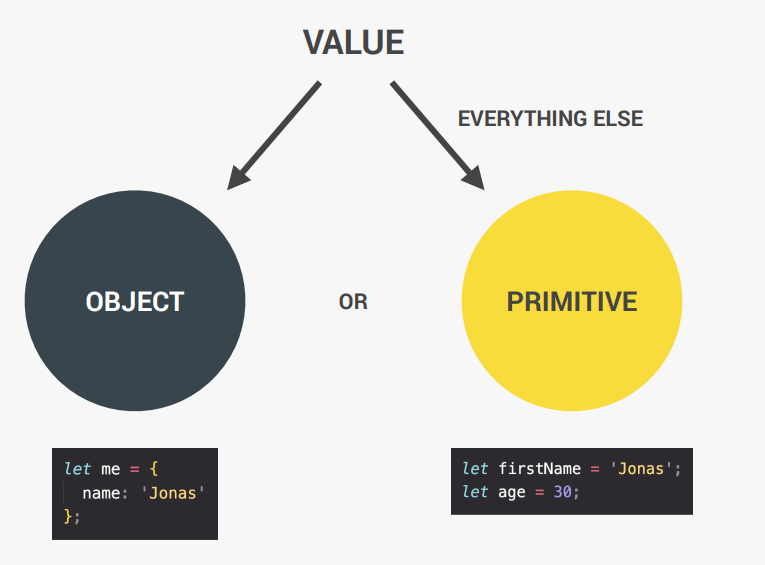 VALUE
EVERYTHING ELSE
OBJECT
OR
PRIMITIVE
let me = {
  name: 'Jonas'
};
let firstName = 'Jonas';
let age = 30;